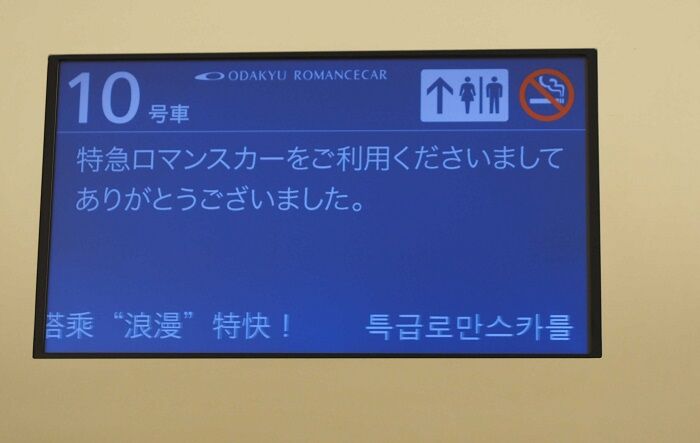 10 号車
ODAKYU ROMANCECAR
特急ロマンスカーをご利用くださいまして
ありがとうございました。
搭乘“浪漫”特快！ 특급로만스카를